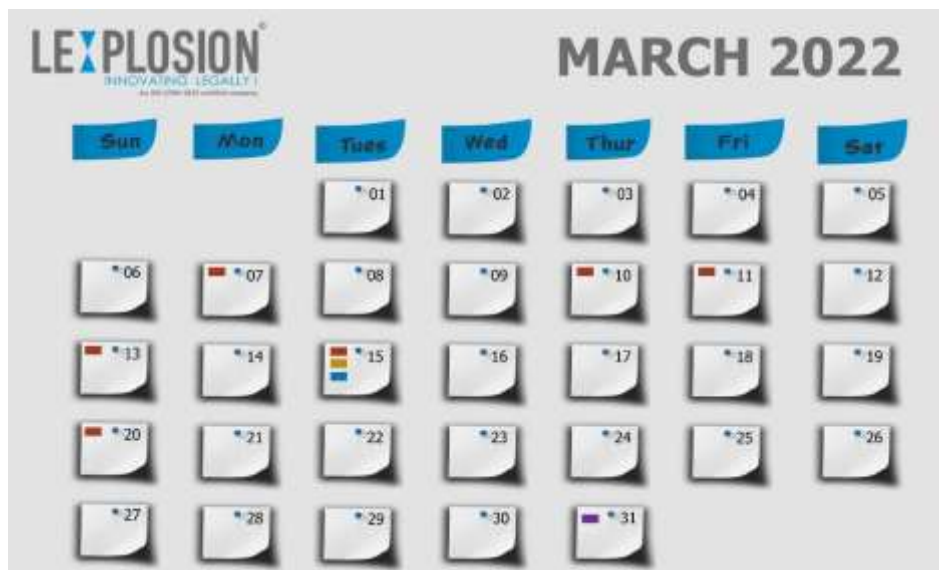 LEXPLOSION
INNOVATING LEGALLY !
MARCH 2022
Sun Mon Tues Wed Thur Fri Sat
01 02 03 04 05
06 07 08 09 10 11 12
13 14 15 16 17 18 19
20 21 22 23 24 25 26
27 28 29 30 31